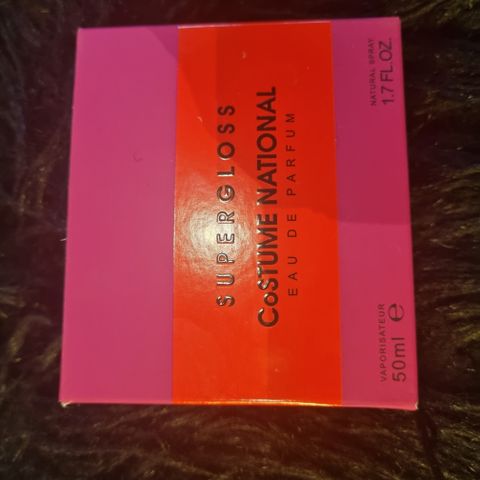 SUPERGLOSS
CoSTUME NATIONAL
EAU DE PARFUM
VAPORISATEUR
50ml e
NATURAL SPRAY
1.7 FL.OZ.